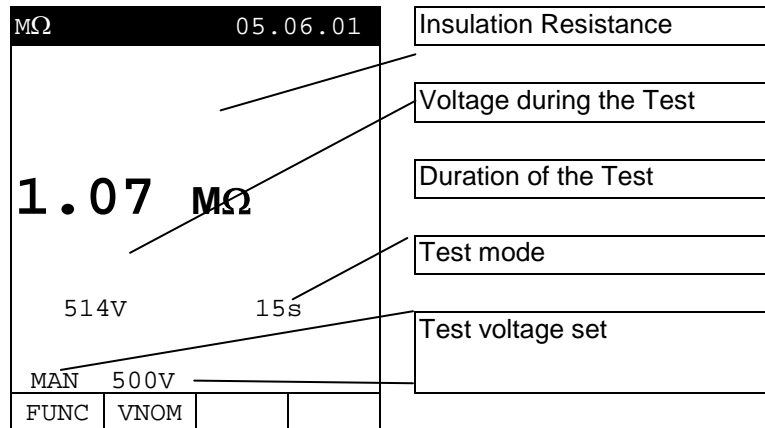 MΩ 05.06.01
1.07 MΩ
514V 15s
MAN 500V
FUNC VNOM
Insulation Resistance
Voltage during the Test
Duration of the Test
Test mode
Test voltage set